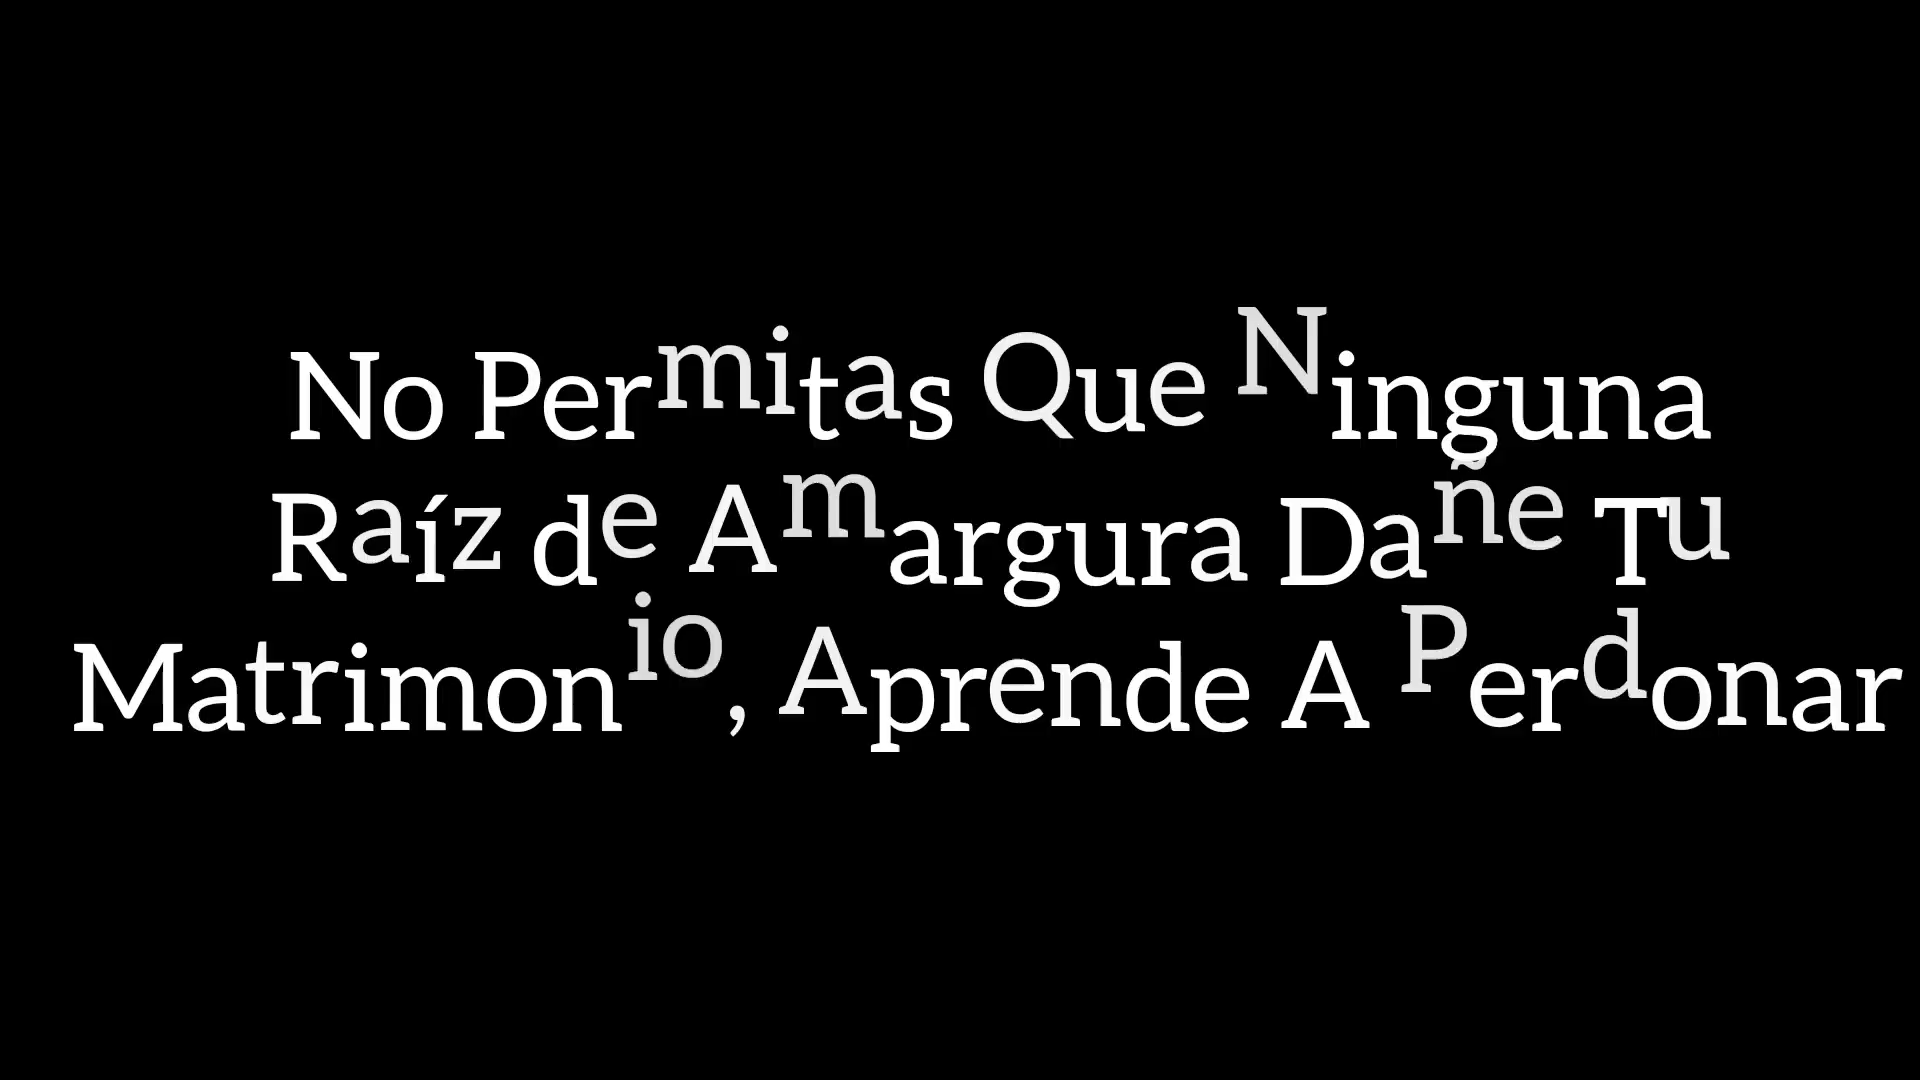 No Permitas Que Ninguna
Raíz de Amargura Dañe Tu
Matrimonio, Aprende A Perdonar